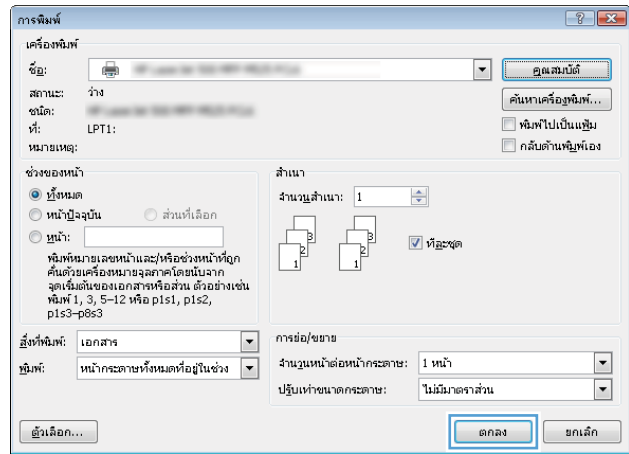 การพิมพ์
เครื่องพิมพ์
ชื่อ:
คุณสมบัติ
สถานะ: ว่าง
ค้นหาเครื่องพิมพ์...
ชนิด:
ที่: LPT1:
พิมพ์ไปเป็นแฟ้ม
หมายเหตุ:
กลับด้านพิมพ์เอง
ช่วงของหน้า
ทั้งหมด
หน้าปัจจุบัน ส่วนที่เลือก
หน้า:
พิมพ์หมายเลขหน้าและ/หรือช่วงหน้าที่ถูก
คั่นด้วยเครื่องหมายจุลภาคโดยนับจาก
จุดเริ่มต้นของเอกสารหรือส่วน ตัวอย่างเช่น
พิมพ์ 1, 3, 5–12 หรือ p1s1, p1s2,
p1s3–p8s3
สำเนา
จำนวนสำเนา: 1
3 3
2 2
1 1
ทีละชุด
สิ่งที่พิมพ์: เอกสาร
พิมพ์: หน้ากระดาษทั้งหมดที่อยู่ในช่วง
การย่อ/ขยาย
จำนวนหน้าต่อหน้ากระดาษ: 1 หน้า
ปรับเท่าขนาดกระดาษ: ไม่มีมาตราส่วน
ตัวเลือก...
ตกลง
ยกเลิก